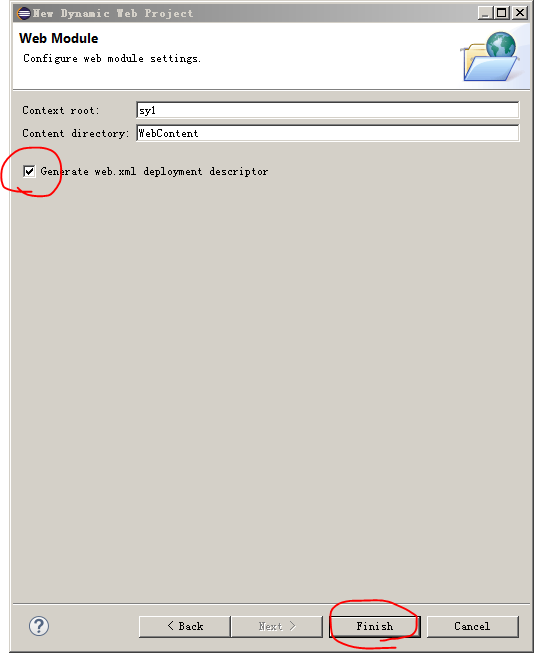 New Dynamic Web Project
Web Module
Configure web module settings.
Context root: sy1
Content directory: WebContent
Generate web.xml deployment descriptor
? < Back Next > Finish Cancel